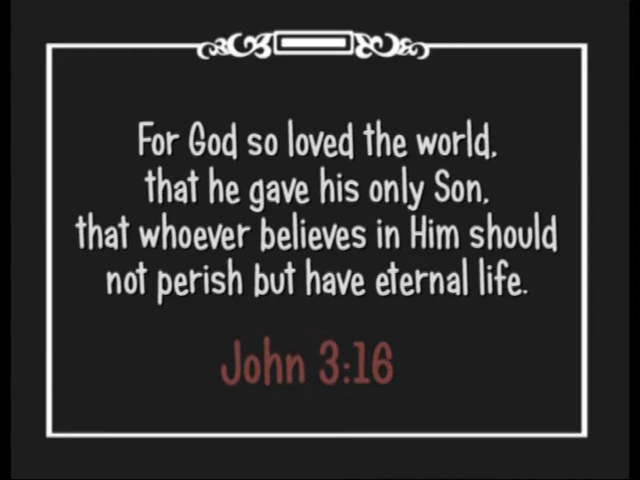 For God so loved the world,
that he gave his only Son,
that whoever believes in Him should
not perish but have eternal life.
John 3:16